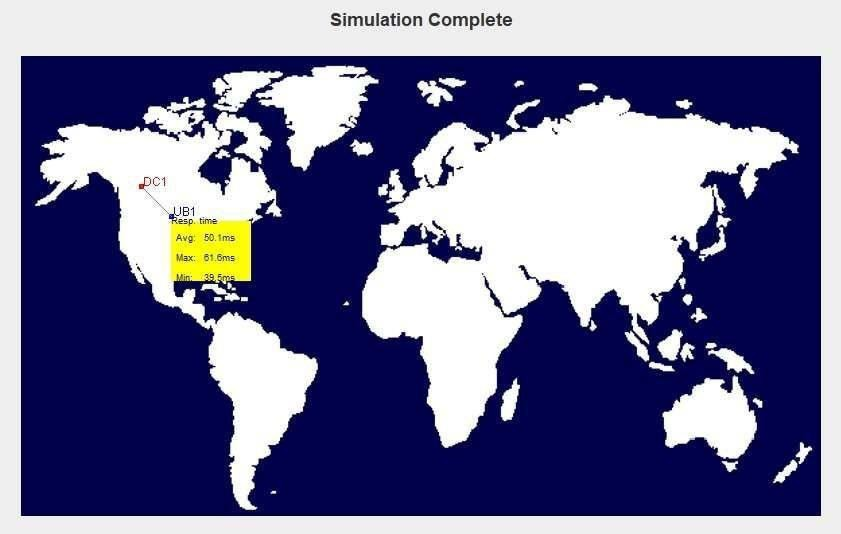 Simulation Complete
DC1
UB1
Resp. time
Avg: 50.1ms
Max: 61.6ms
Min: 39.5ms